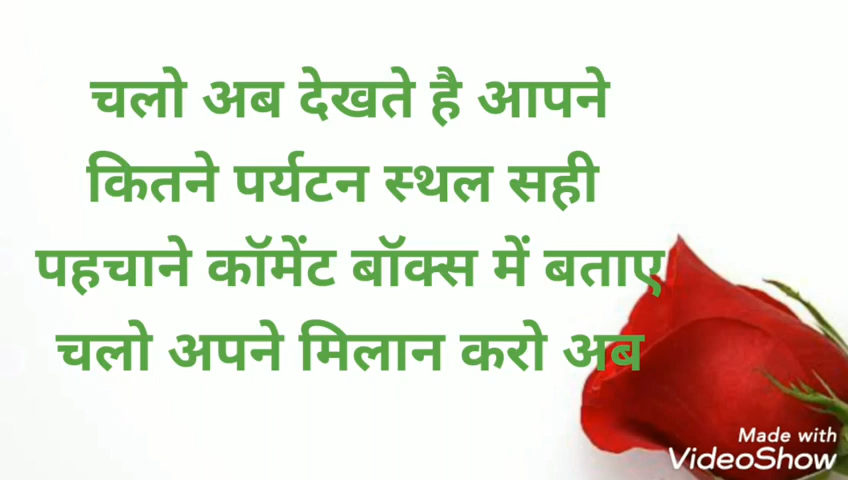 चलो अब देखते है आपने
कितने पर्यटन स्थल सही
पहचाने कॉमेंट बॉक्स में बताए
चलो अपने मिलान करो अब
Made with
VideoShow